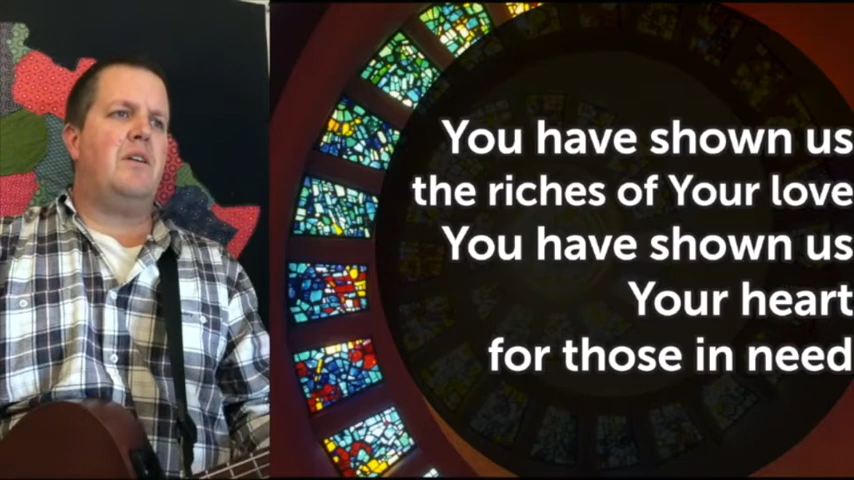 You have shown us
the riches of Your love
You have shown us
Your heart
for those in need